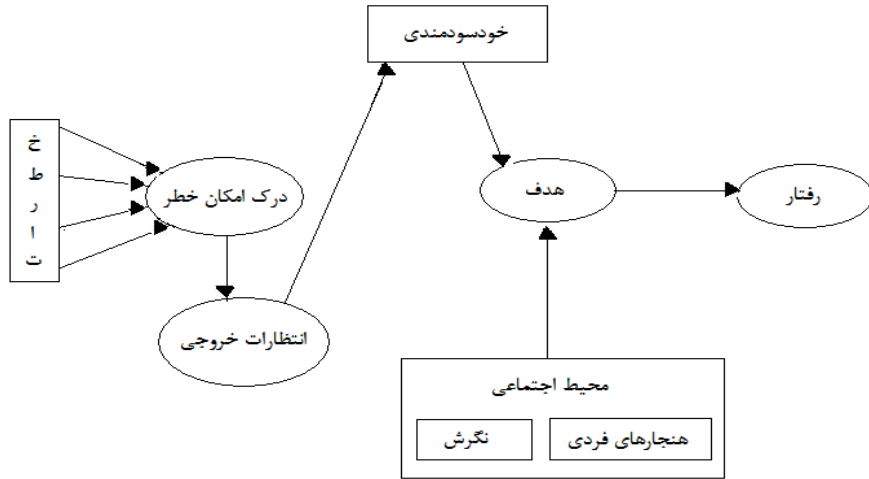 خودسودمندی
خ
ط
ر
ا
ت
درک امکان خطر
هدف
رفتار
انتظارات خروجی
محیط اجتماعی
هنجارهای فردی
نگرش